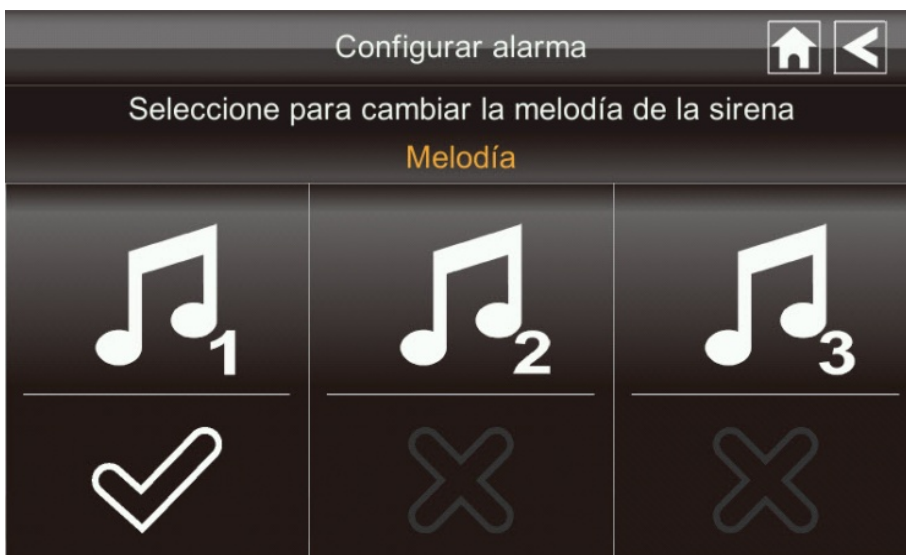 Configurar alarma
Seleccione para cambiar la melodía de la sirena
Melodía
1 2 3